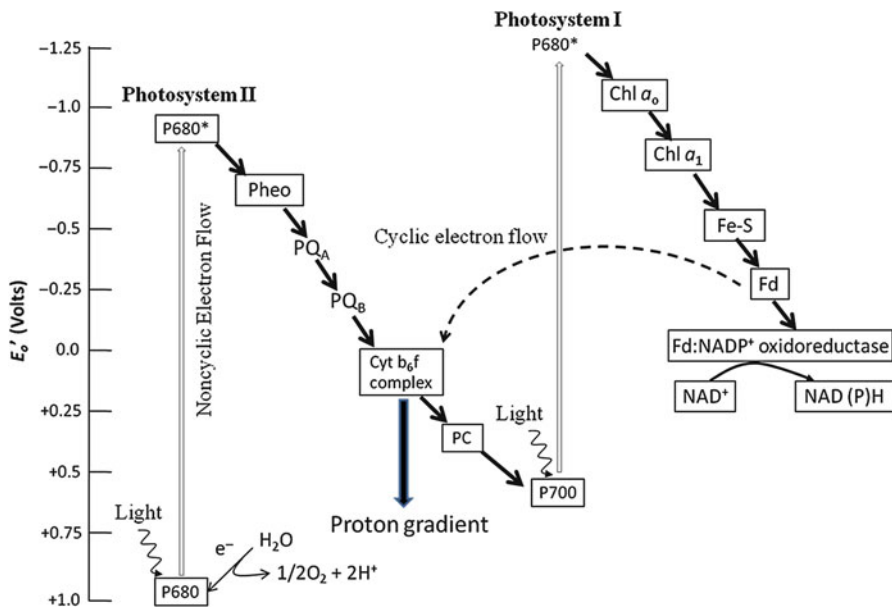 Photosystem I
P680*
−1.25
Photosystem II
−1.0
P680*
Chl aₒ
−0.75
Pheo
Chl a₁
−0.5
Fe-S
PQ_A
Cyclic electron flow
−0.25
PQ_B
Fd
0.0
Cyt b₆f
complex
Fd:NADP⁺ oxidoreductase
NAD⁺
NAD (P)H
+0.25
Light
PC
+0.5
P700
Proton gradient
+0.75
Light
e⁻
H₂O
1/2O₂ + 2H⁺
P680
+1.0
Eₒ’ (Volts)
Noncyclic Electron Flow